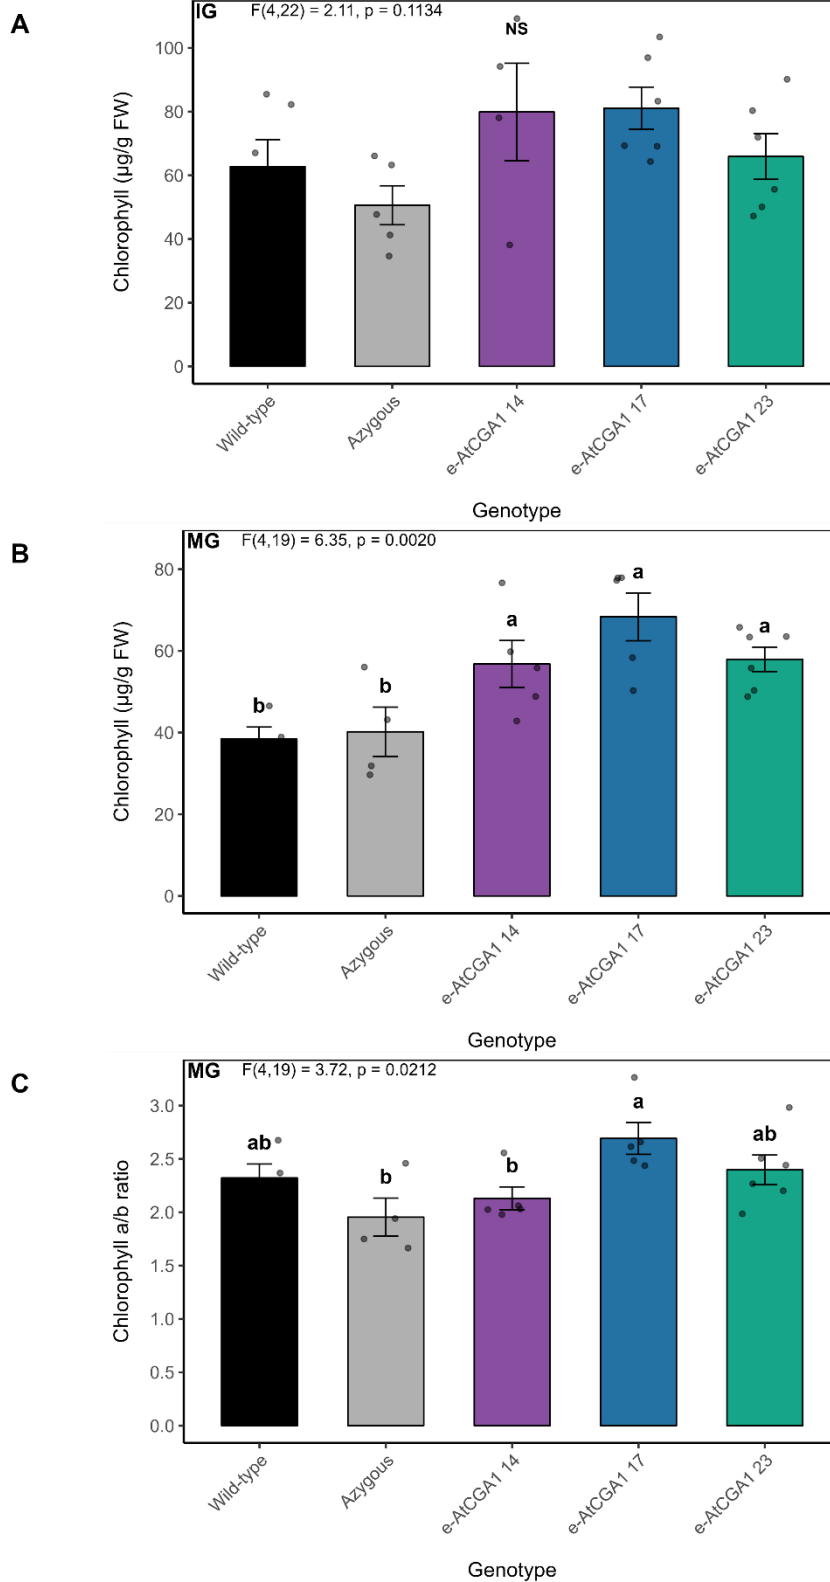 A
IG F(4,22) = 2.11, p = 0.1134
NS
100
80
60
40
20
0
Chlorophyll (µg/g FW)
Wild-type
Azygous
e-AtCGA1 14
e-AtCGA1 17
e-AtCGA1 23
Genotype
B
MG F(4,19) = 6.35, p = 0.0020
80
60
40
20
0
Chlorophyll (µg/g FW)
b
b
a
a
a
Wild-type
Azygous
e-AtCGA1 14
e-AtCGA1 17
e-AtCGA1 23
Genotype
C
MG F(4,19) = 3.72, p = 0.0212
3.0
2.5
2.0
1.5
1.0
0.5
0.0
Chlorophyll a/b ratio
ab
b
b
a
ab
Wild-type
Azygous
e-AtCGA1 14
e-AtCGA1 17
e-AtCGA1 23
Genotype